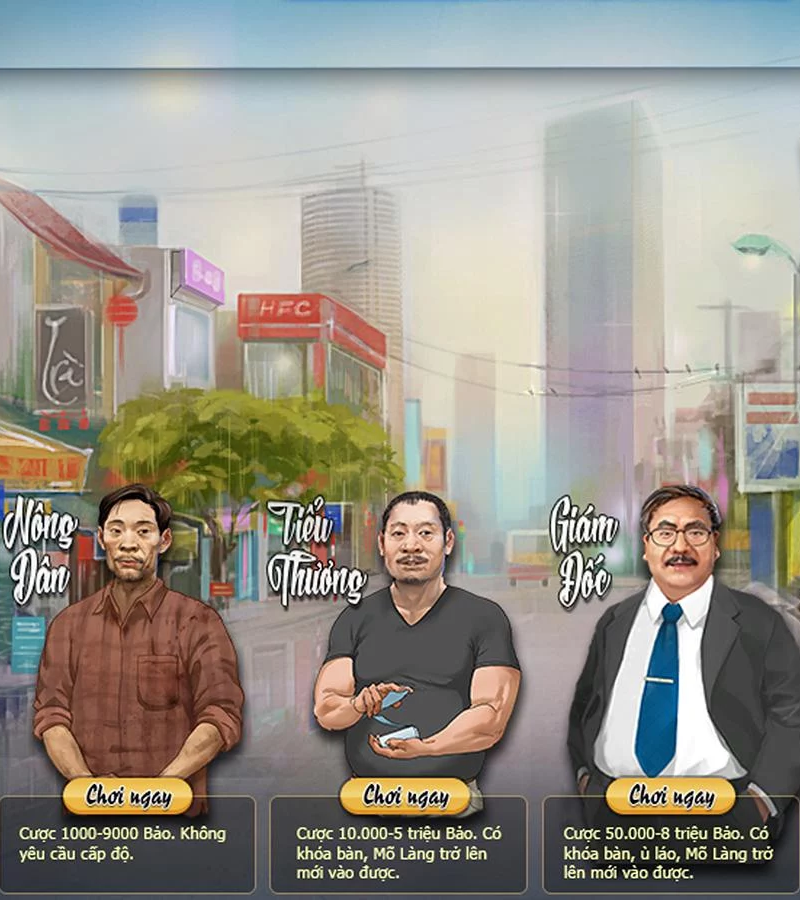 Trà
HFC
Nông
Dân
Tiểu
Thương
Giám
Đốc
Chơi ngay
Chơi ngay
Chơi ngay
Cược 1000-9000 Bảo. Không
yêu cầu cấp độ.
Cược 10.000-5 triệu Bảo. Có
khóa bàn, Mõ Làng trở lên
mới vào được.
Cược 50.000-8 triệu Bảo. Có
khóa bàn, ù láo, Mõ Làng trở
lên mới vào được.